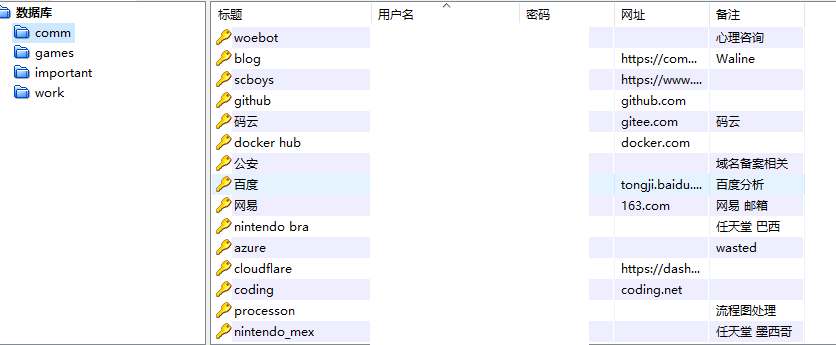 数据库
comm
games
important
work
标题 用户名 密码 网址 备注
woebot 心理咨询
blog https://com... Waline
scboys https://www....
github github.com
码云 gitee.com 码云
docker hub docker.com
公安 域名备案相关
百度 tongji.baidu.... 百度分析
网易 163.com 网易 邮箱
nintendo bra 任天堂 巴西
azure wasted
cloudflare https://dash...
coding coding.net
processon 流程图处理
nintendo_mex 任天堂 墨西哥